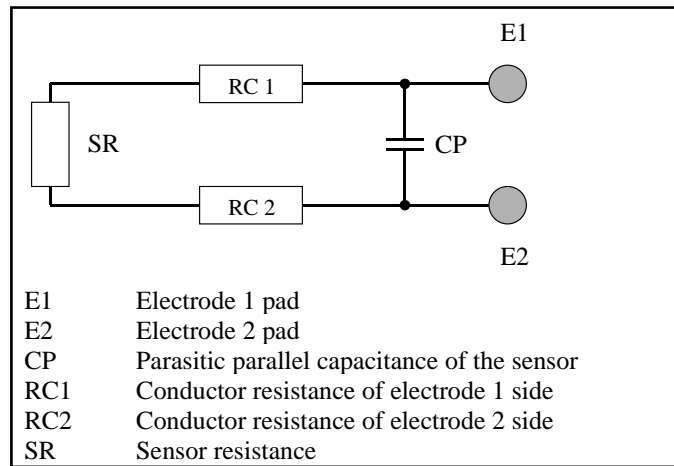 E1
RC 1
SR
CP
RC 2
E2
E1 Electrode 1 pad
E2 Electrode 2 pad
CP Parasitic parallel capacitance of the sensor
RC1 Conductor resistance of electrode 1 side
RC2 Conductor resistance of electrode 2 side
SR Sensor resistance